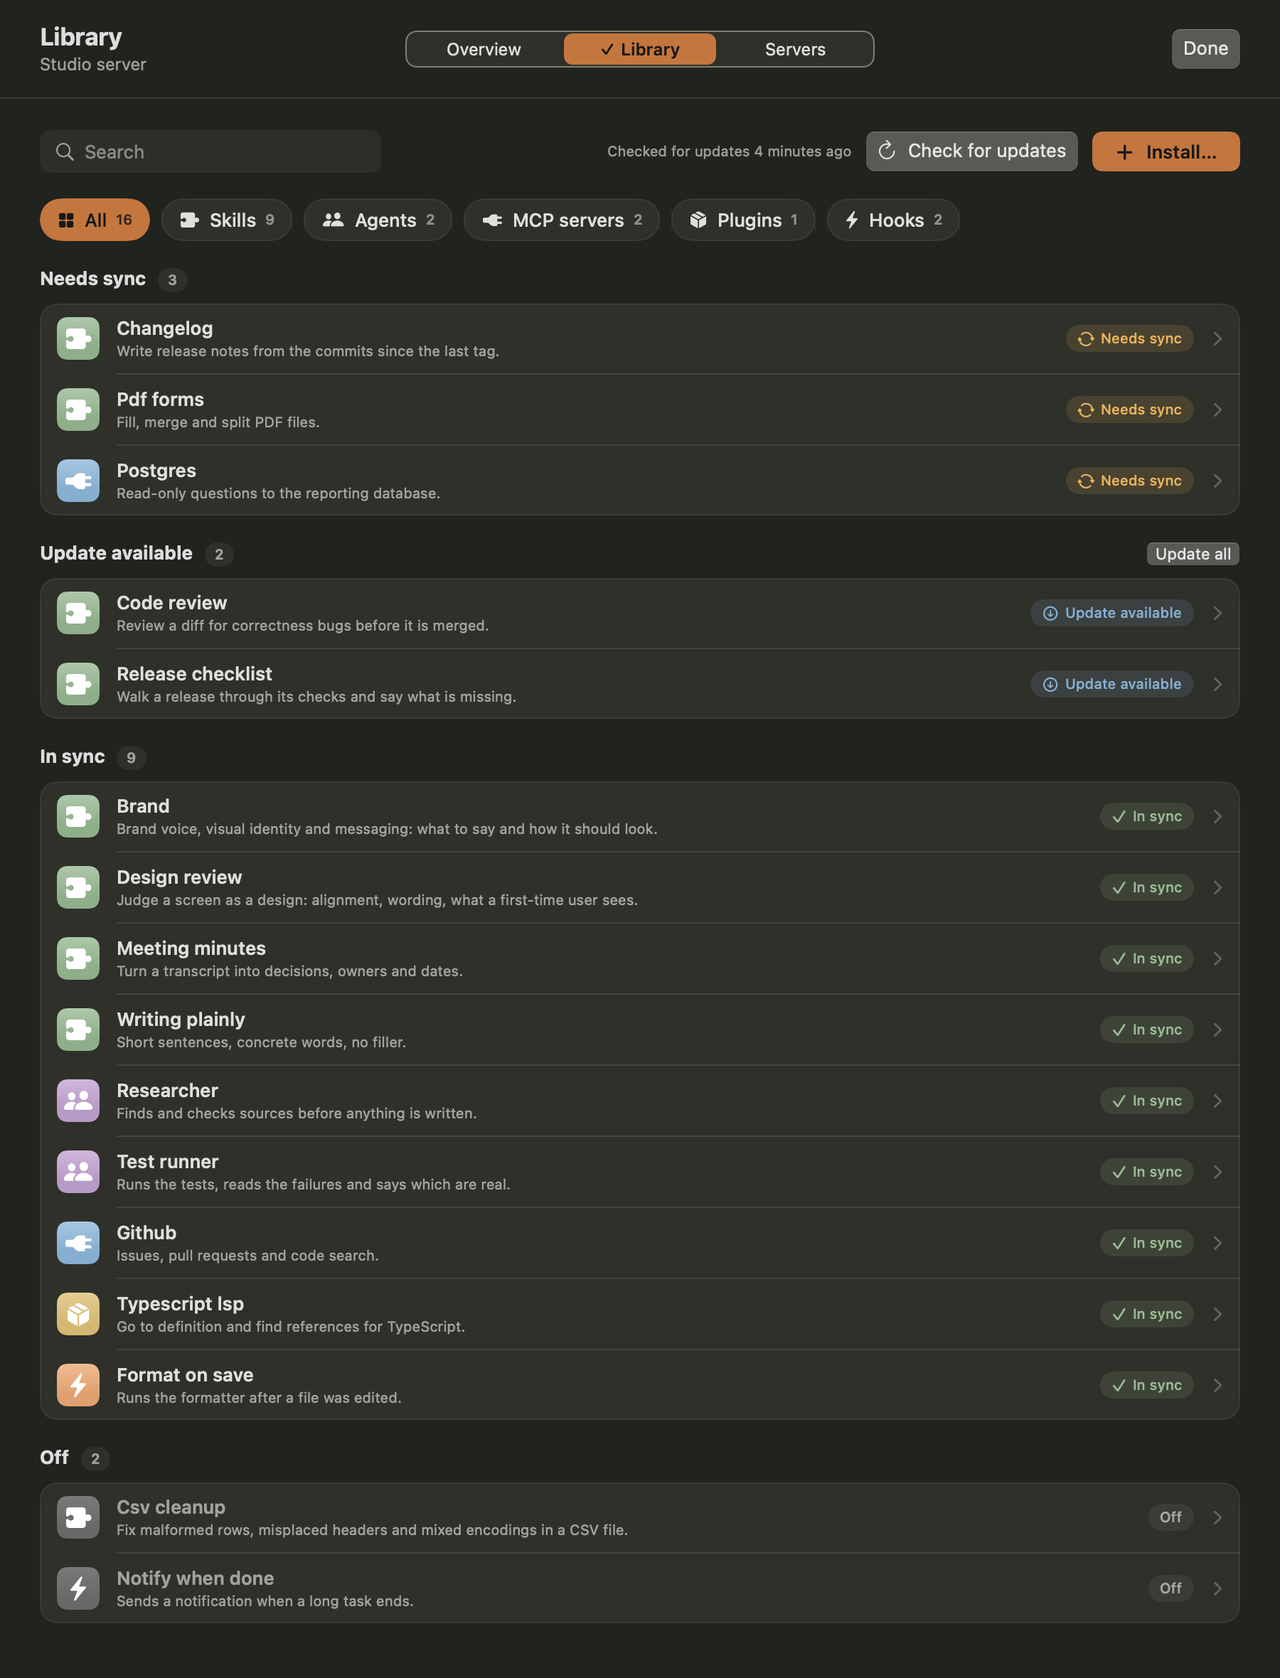 Library
Studio server
Overview
✓ Library
Servers
Done
Search
Checked for updates 4 minutes ago
Check for updates
+ Install...
All 16
Skills 9
Agents 2
MCP servers 2
Plugins 1
Hooks 2
Needs sync 3
Changelog
Write release notes from the commits since the last tag.
Needs sync
Pdf forms
Fill, merge and split PDF files.
Needs sync
Postgres
Read-only questions to the reporting database.
Needs sync
Update available 2
Update all
Code review
Review a diff for correctness bugs before it is merged.
Update available
Release checklist
Walk a release through its checks and say what is missing.
Update available
In sync 9
Brand
Brand voice, visual identity and messaging: what to say and how it should look.
✓ In sync
Design review
Judge a screen as a design: alignment, wording, what a first-time user sees.
✓ In sync
Meeting minutes
Turn a transcript into decisions, owners and dates.
✓ In sync
Writing plainly
Short sentences, concrete words, no filler.
✓ In sync
Researcher
Finds and checks sources before anything is written.
✓ In sync
Test runner
Runs the tests, reads the failures and says which are real.
✓ In sync
Github
Issues, pull requests and code search.
✓ In sync
Typescript lsp
Go to definition and find references for TypeScript.
✓ In sync
Format on save
Runs the formatter after a file was edited.
✓ In sync
Off 2
Csv cleanup
Fix malformed rows, misplaced headers and mixed encodings in a CSV file.
Off
Notify when done
Sends a notification when a long task ends.
Off